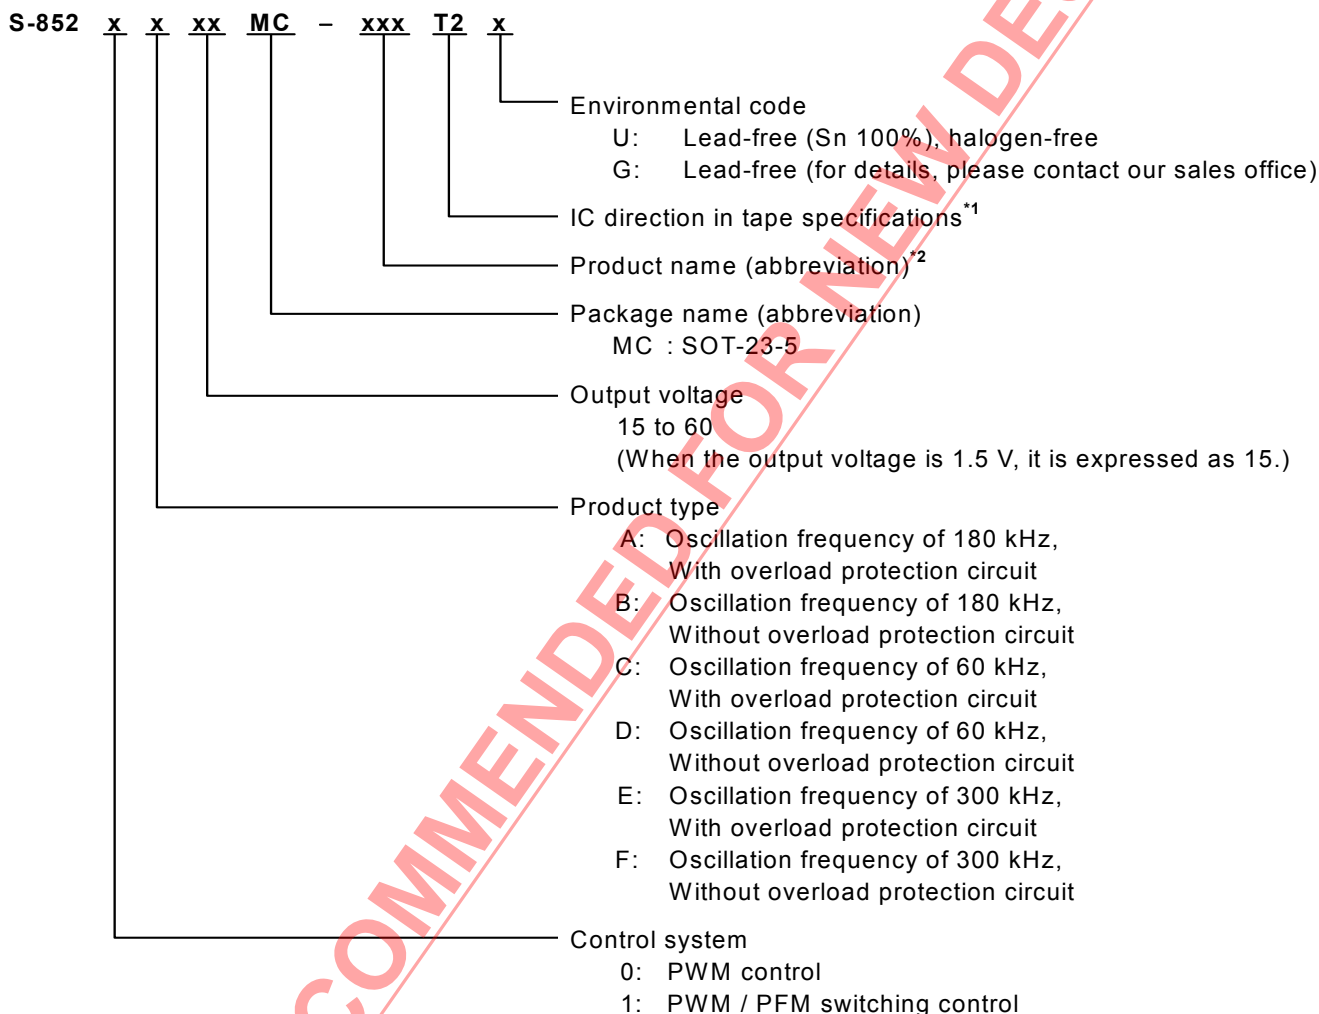 S-852 x x xx MC – xxx T2 x
Environmental code
U: Lead-free (Sn 100%), halogen-free
G: Lead-free (for details, please contact our sales office)
IC direction in tape specifications*1
Product name (abbreviation)*2
Package name (abbreviation)
MC : SOT-23-5
Output voltage
15 to 60
(When the output voltage is 1.5 V, it is expressed as 15.)
Product type
A: Oscillation frequency of 180 kHz,
With overload protection circuit
B: Oscillation frequency of 180 kHz,
Without overload protection circuit
C: Oscillation frequency of 60 kHz,
With overload protection circuit
D: Oscillation frequency of 60 kHz,
Without overload protection circuit
E: Oscillation frequency of 300 kHz,
With overload protection circuit
F: Oscillation frequency of 300 kHz,
Without overload protection circuit
Control system
0: PWM control
1: PWM / PFM switching control
COMMENDED FOR NEW DE